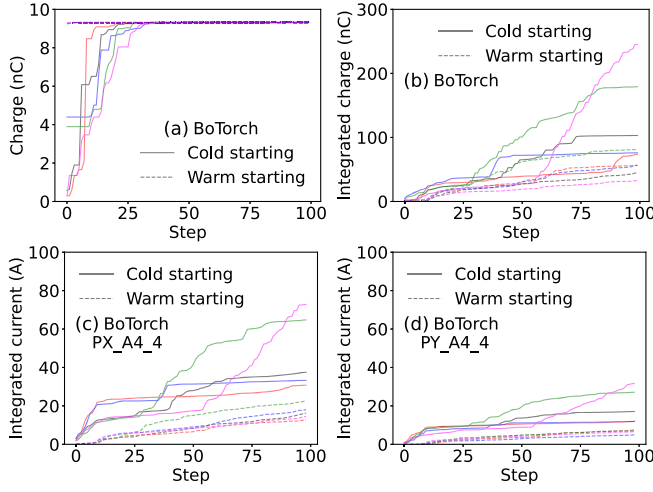 10
8
6
4
2
0
Charge (nC)
(a) BoTorch
Cold starting
Warm starting
0 25 50 75 100
Step
300
200
100
0
Integrated charge (nC)
Cold starting
Warm starting
(b) BoTorch
0 25 50 75 100
Step
100
80
60
40
20
0
Integrated current (A)
Cold starting
Warm starting
(c) BoTorch
PX_A4_4
0 25 50 75 100
Step
100
80
60
40
20
0
Integrated current (A)
Cold starting
Warm starting
(d) BoTorch
PY_A4_4
0 25 50 75 100
Step